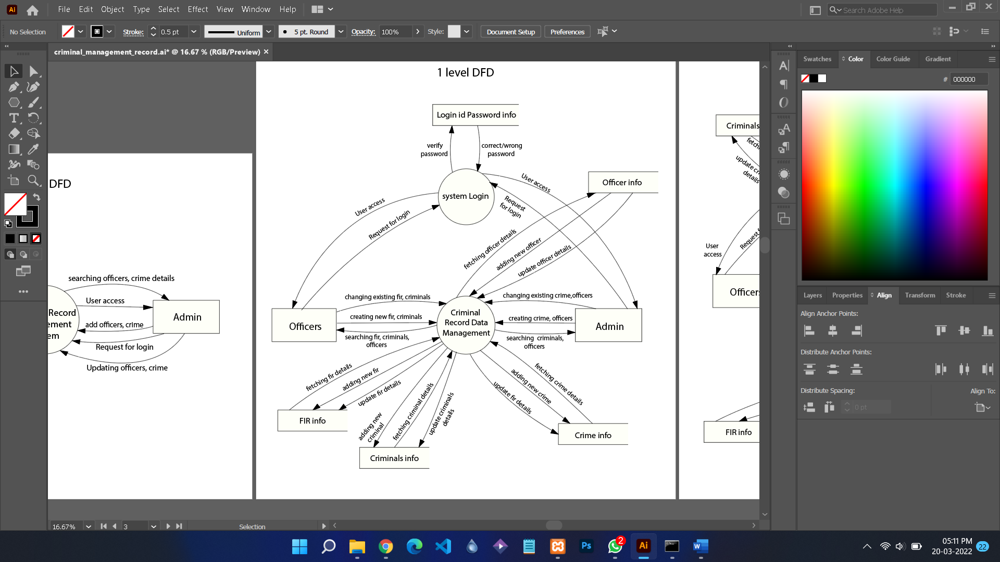 File Edit Object Type Select Effect View Window Help
Search Adobe Help
No Selection
Stroke:
0.5 pt
Uniform
5 pt. Round
Opacity:
100%
Style:
Document Setup
Preferences
criminal_management_record.ai* @ 16.67 % (RGB/Preview) ×
DFD
searching officers, crime details
User access
Record
ement
em
Admin
add officers, crime
Request for login
Updating officers, crime
1 level DFD
Login id Password info
verify
password
correct/wrong
password
system Login
User access
Request for login
User access
Request
for login
Officer info
fetching officer details
adding new officer
update officer details
changing existing fir, criminals
creating new fir, criminals
searching fir, criminals,
officers
Officers
Criminal
Record Data
Management
changing existing crime,officers
creating crime, officers
searching criminals,
officers
Admin
fetching fir details
adding new fir
update fir details
FIR info
adding new
criminal
fetching criminal details
update criminals
details
Criminals info
fetching crime details
adding new crime
update fir details
Crime info
Criminals
fetch
update cri
details
User
access
Request f
Officers
FIR info
Swatches
Color
Color Guide
Gradient
#
000000
Layers
Properties
Align
Transform
Stroke
Align Anchor Points:
Distribute Anchor Points:
Distribute Spacing:
Align To:
0 pt
16.67%
3
Selection
Ai
Ps
2
Ai
05:11 PM
20-03-2022
22